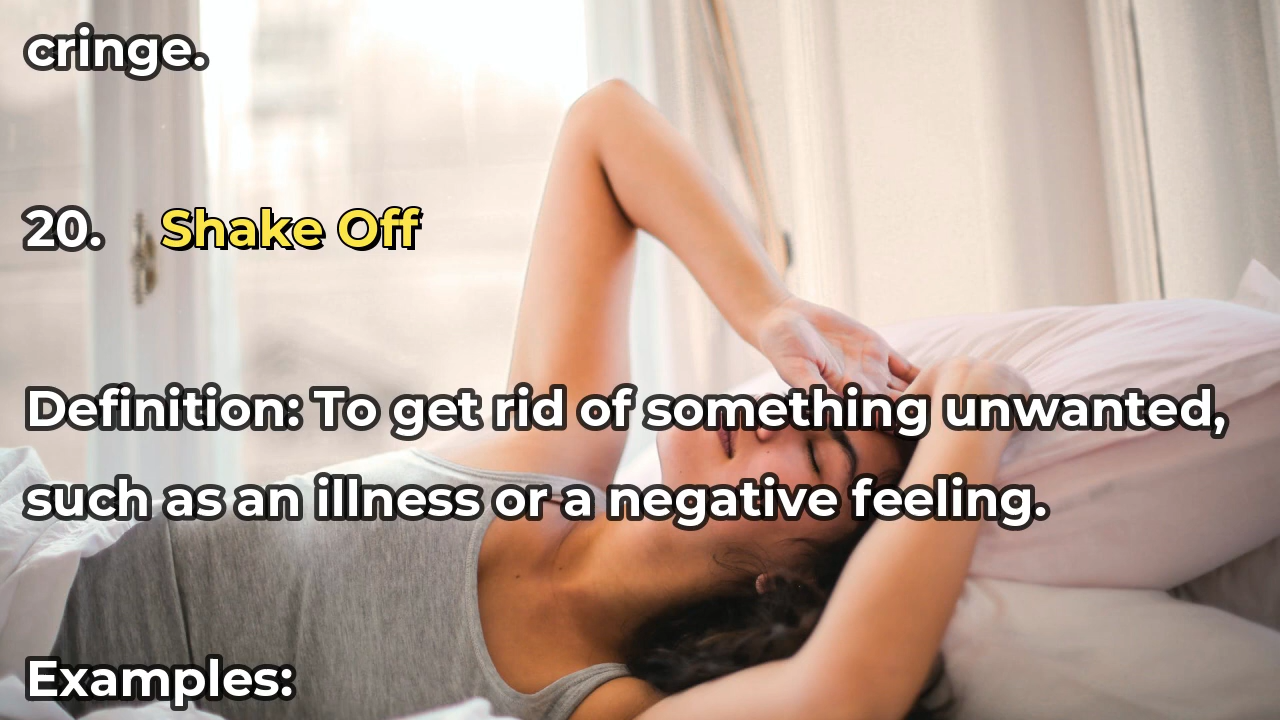 cringe.
20. Shake Off
Definition: To get rid of something unwanted,
such as an illness or a negative feeling.
Examples: